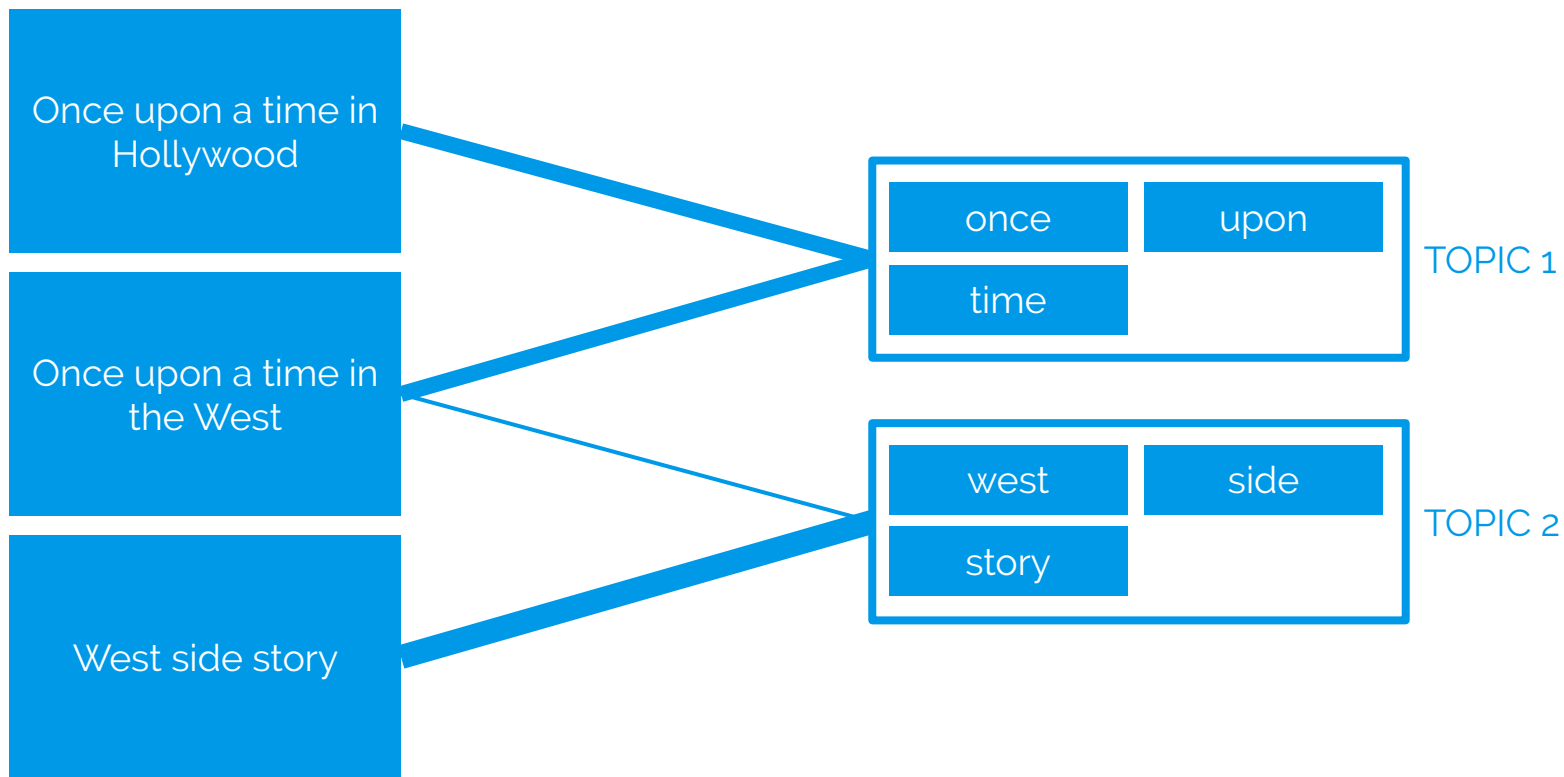 Once upon a time in
Hollywood
Once upon a time in
the West
West side story
once
upon
time
TOPIC 1
west
side
story
TOPIC 2